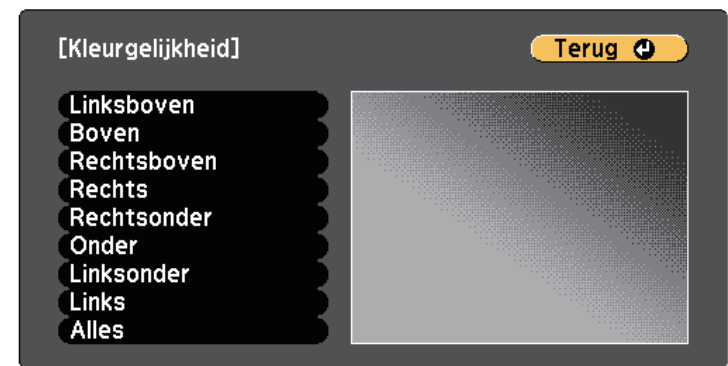 [Kleurgelijkheid]
Terug
Linksboven
Boven
Rechtsboven
Rechts
Rechtsonder
Onder
Linksonder
Links
Alles